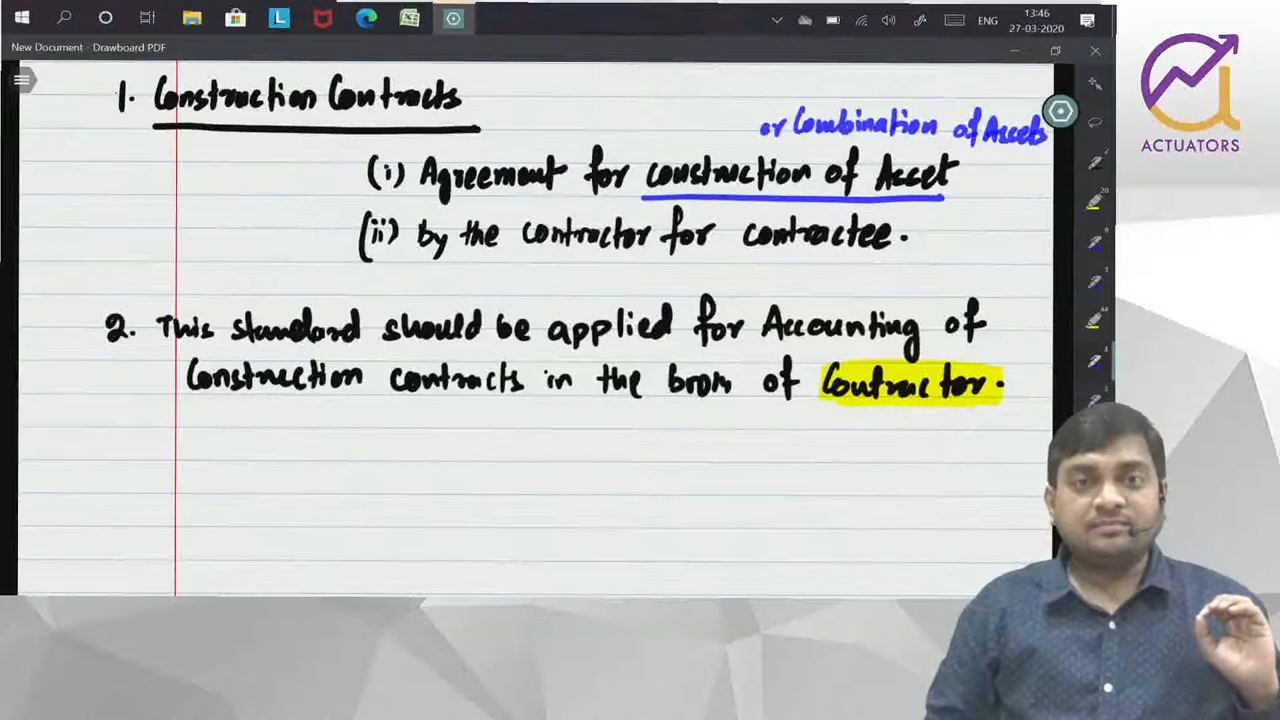 13:46
ENG
27-03-2020
New Document - Drawboard PDF
1. Construction Contracts
or Combination of Assets
(i) Agreement for construction of Asset
(ii) by the contractor for contractee.
2. This standard should be applied for Accounting of
Construction contracts in the books of Contractor.
ACTUATORS